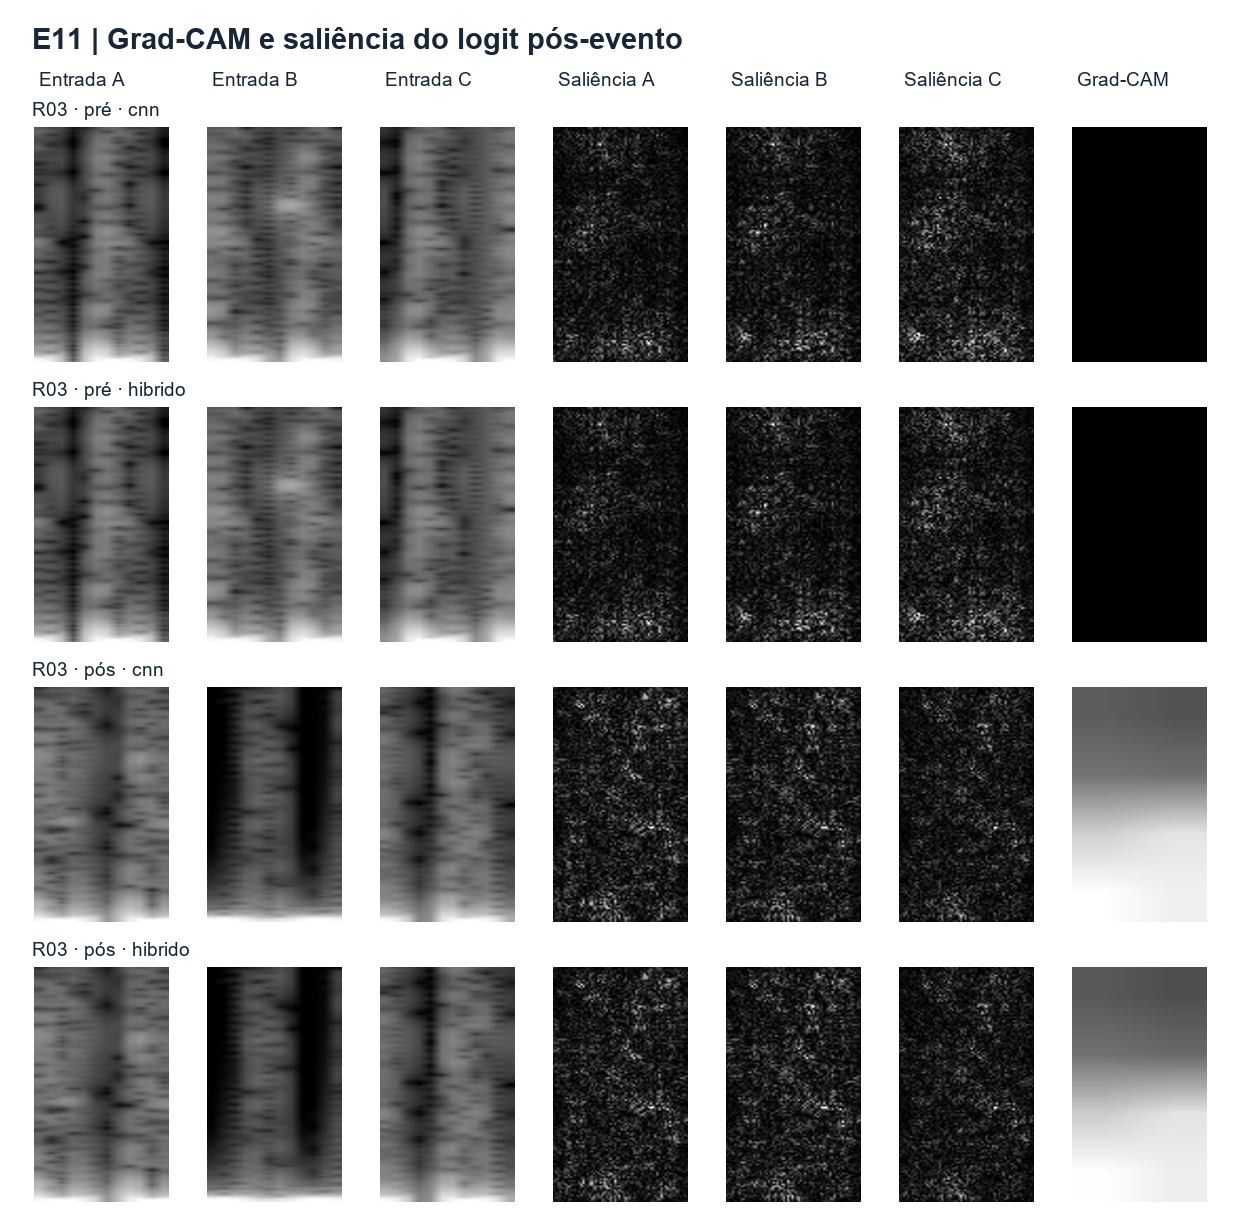 E11 | Grad-CAM e saliência do logit pós-evento
Entrada A Entrada B Entrada C Saliência A Saliência B Saliência C Grad-CAM
R03 · pré · cnn
R03 · pré · hibrido
R03 · pós · cnn
R03 · pós · hibrido